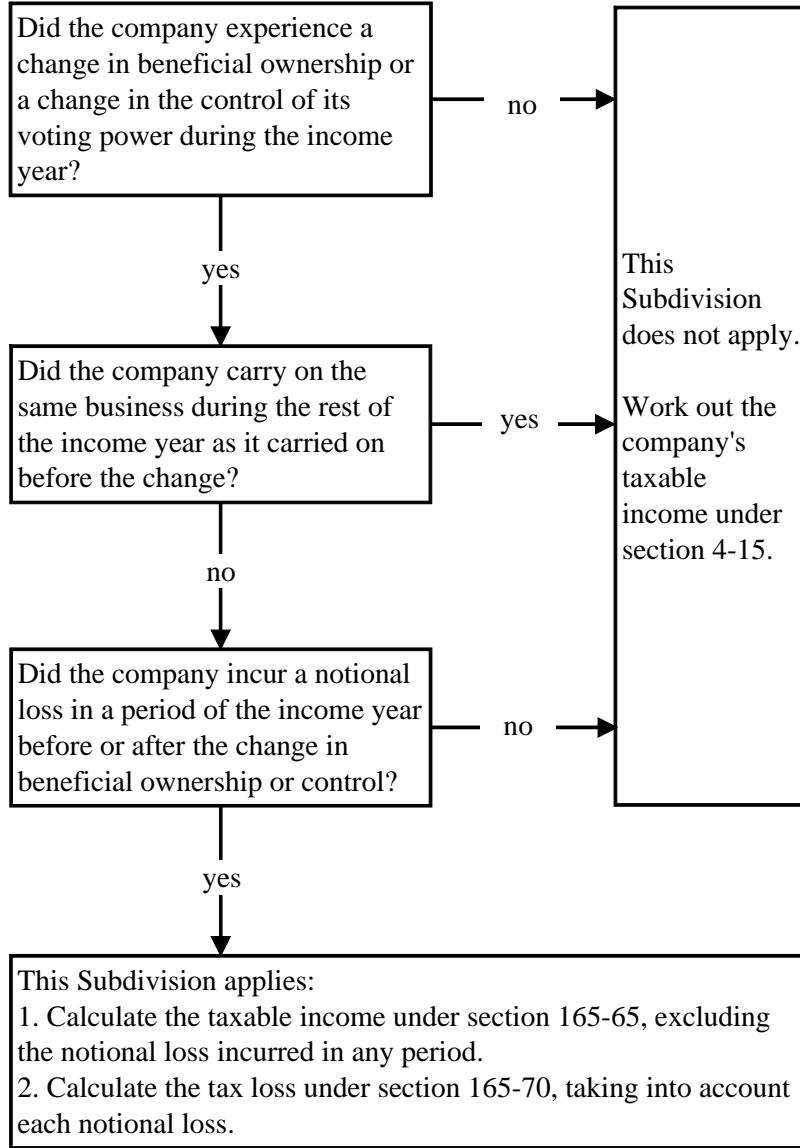 Did the company experience a
change in beneficial ownership or
a change in the control of its
voting power during the income
year?
no
yes
This
Subdivision
does not apply.
Work out the
company's
taxable
income under
section 4-15.
Did the company carry on the
same business during the rest of
the income year as it carried on
before the change?
yes
no
Did the company incur a notional
loss in a period of the income year
before or after the change in
beneficial ownership or control?
no
yes
This Subdivision applies:
1. Calculate the taxable income under section 165-65, excluding
the notional loss incurred in any period.
2. Calculate the tax loss under section 165-70, taking into account
each notional loss.